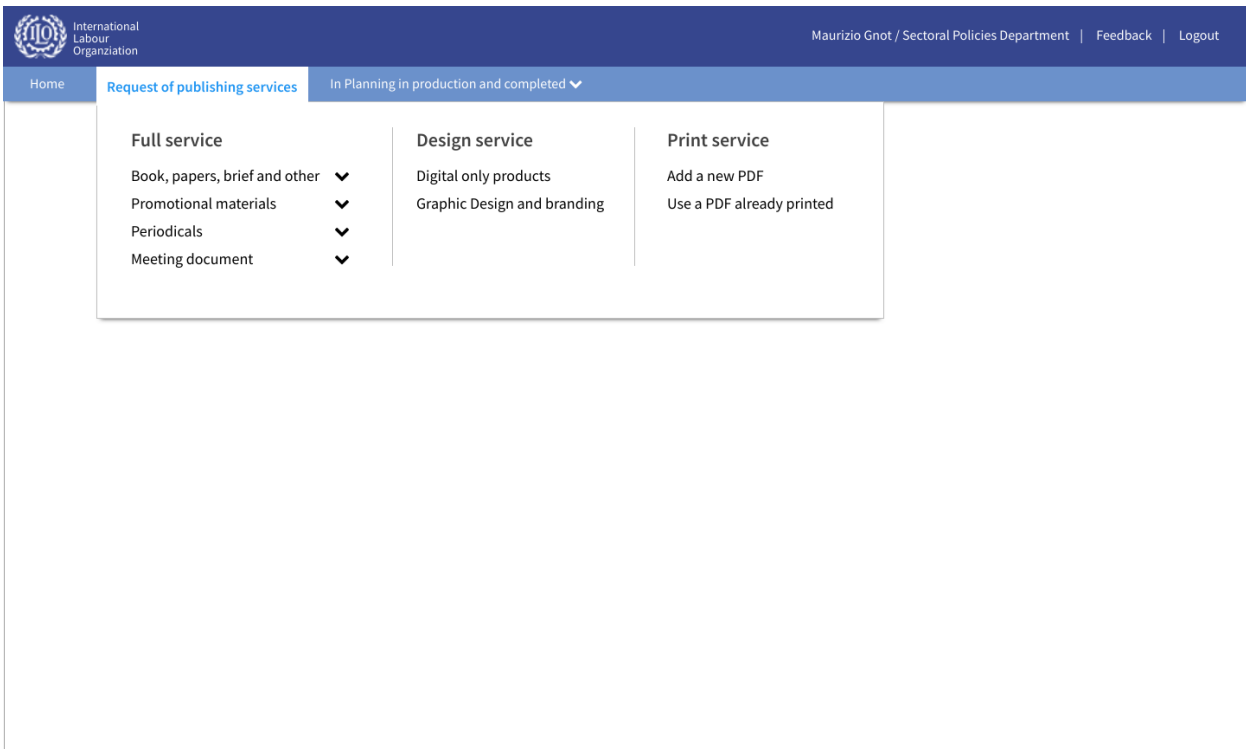 International
Labour
Organziation
Maurizio Gnot / Sectoral Policies Department | Feedback | Logout
Home
Request of publishing services
In Planning in production and completed
Full service
Book, papers, brief and other
Promotional materials
Periodicals
Meeting document
Design service
Digital only products
Graphic Design and branding
Print service
Add a new PDF
Use a PDF already printed